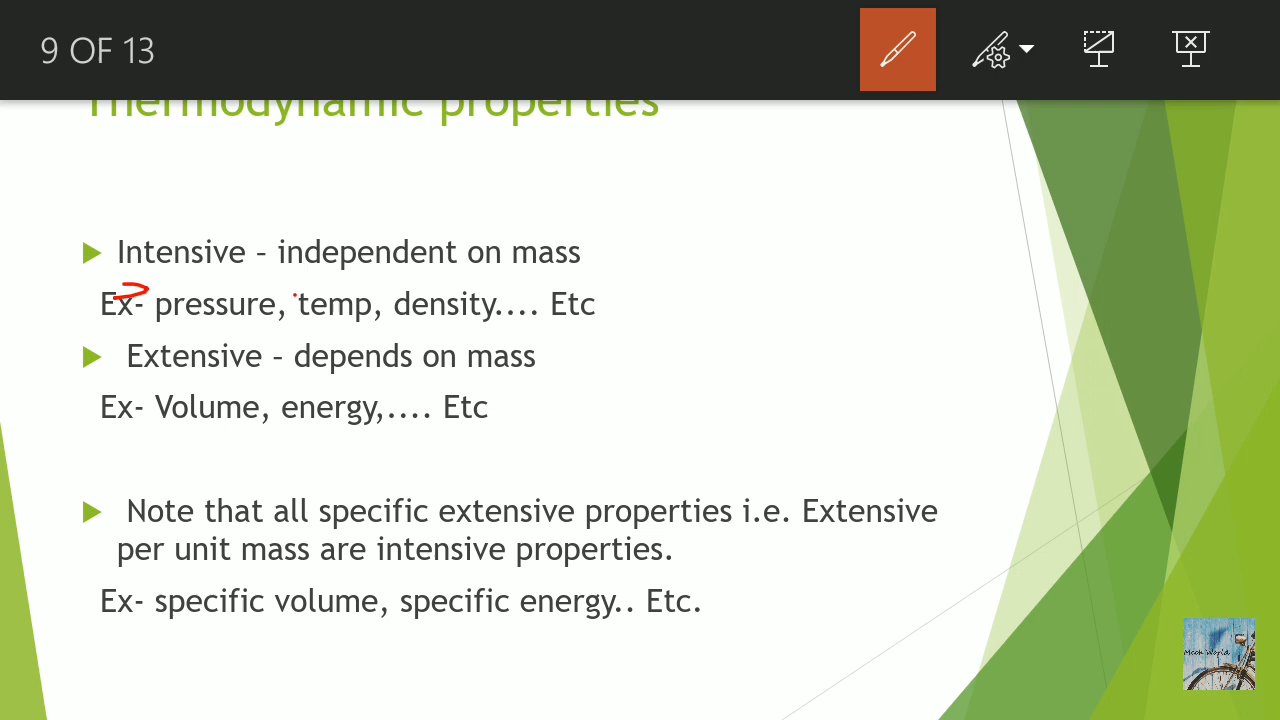 9 OF 13
Thermodynamic properties
Intensive – independent on mass
Ex- pressure, temp, density.... Etc
Extensive – depends on mass
Ex- Volume, energy,.... Etc
Note that all specific extensive properties i.e. Extensive
per unit mass are intensive properties.
Ex- specific volume, specific energy.. Etc.
Mech World